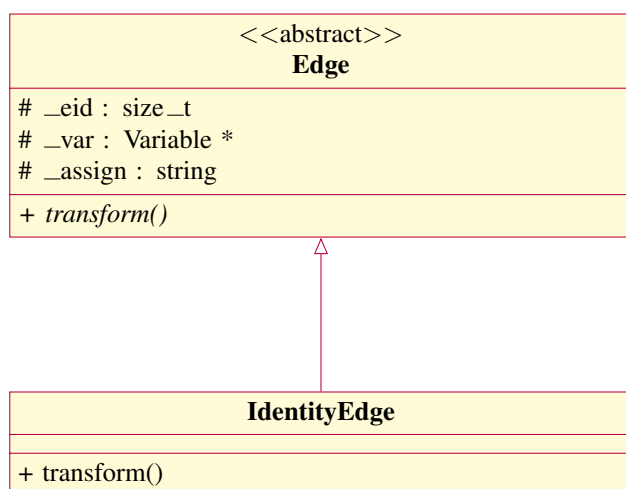 <<abstract>>
Edge
# _eid : size_t
# _var : Variable *
# _assign : string
+ transform()
IdentityEdge
+ transform()